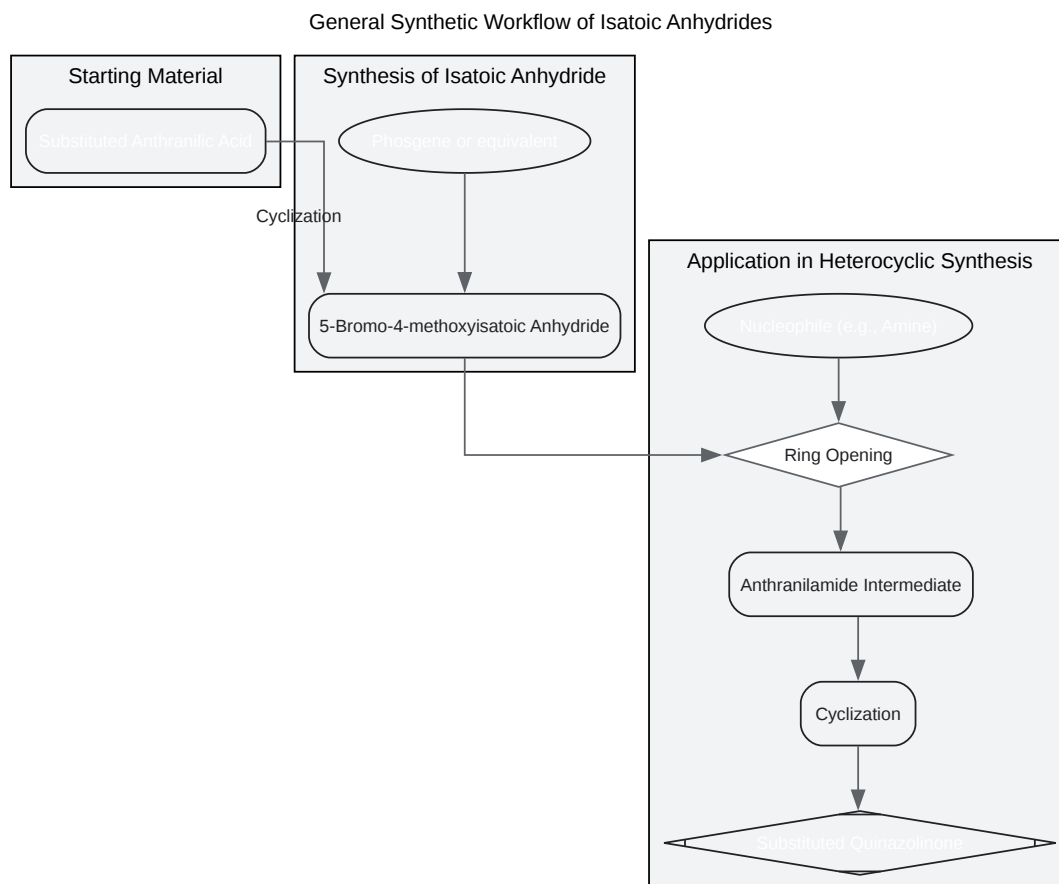 General Synthetic Workflow of Isatoic Anhydrides
Starting Material
Substituted Anthranilic Acid
Cyclization
Synthesis of Isatoic Anhydride
Phosgene or equivalent
5-Bromo-4-methoxyisatoic Anhydride
Application in Heterocyclic Synthesis
Nucleophile (e.g., Amine)
Ring Opening
Anthranilamide Intermediate
Cyclization
Substituted Quinazolinone